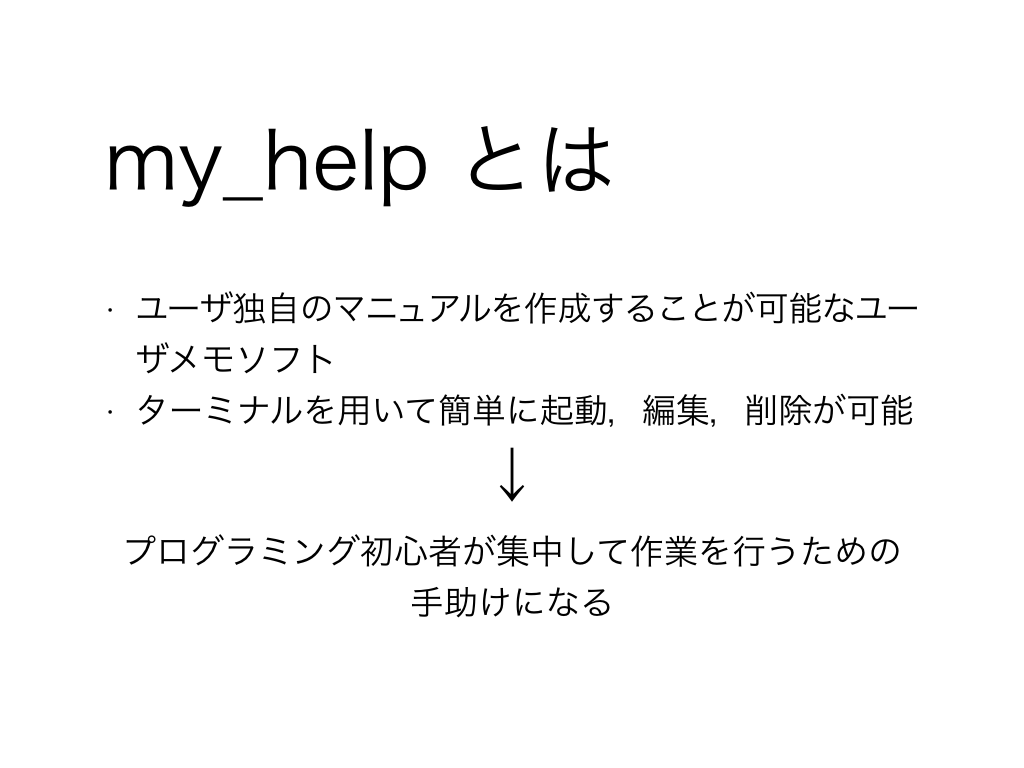 my_help とは
・ユーザ独自のマニュアルを作成することが可能なユー
ザメモソフト
・ターミナルを用いて簡単に起動，編集，削除が可能
↓
プログラミング初心者が集中して作業を行うための
手助けになる